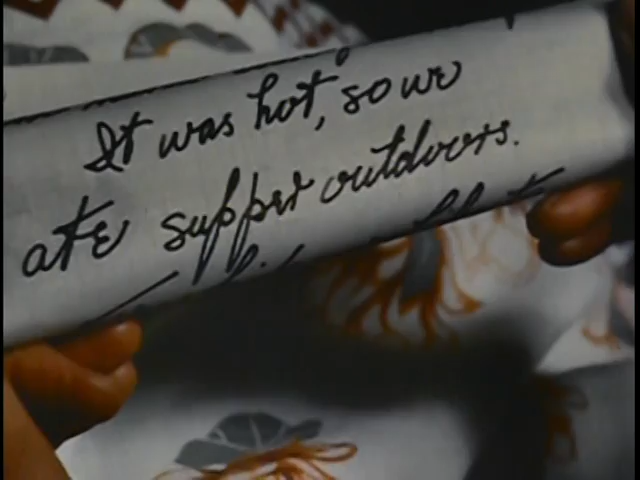 It was hot, so we
ate supper outdoors.